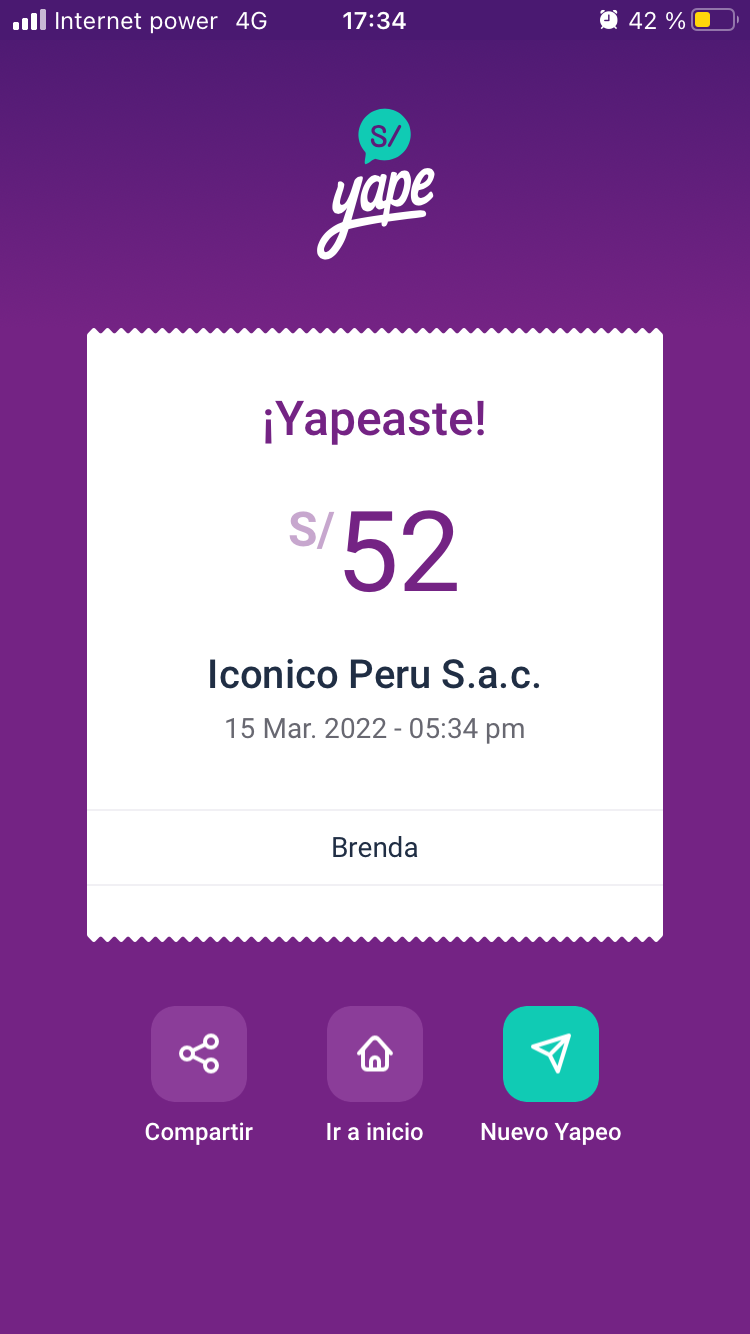 Internet power 4G 17:34 42 %
S/
yape
¡Yapeaste!
S/ 52
Iconico Peru S.a.c.
15 Mar. 2022 - 05:34 pm
Brenda
Compartir Ir a inicio Nuevo Yapeo